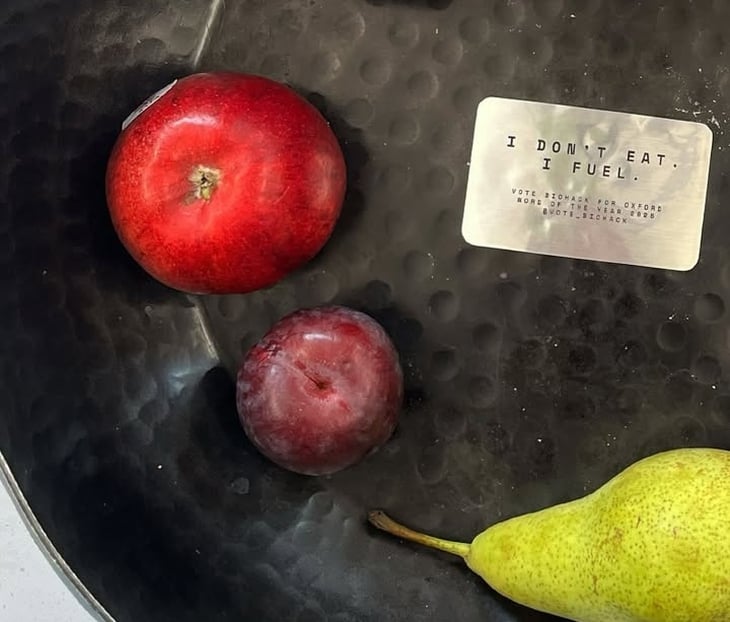 I DON'T EAT.
I FUEL.
VOTE BIOHACK FOR OXFORD
WORD OF THE YEAR 2025
@VOTE_BIOHACK